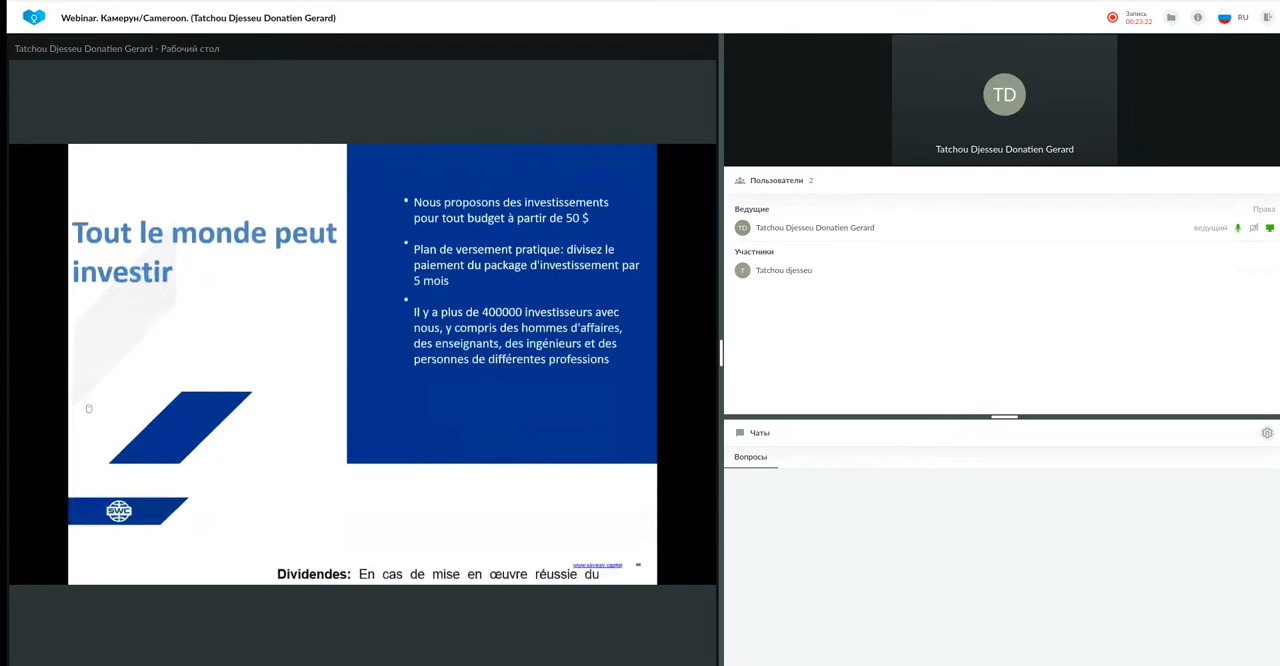 Webinar. Камерун/Cameroon. (Tatchou Djesseu Donatien Gerard)
Запись
00:23:22
RU
Tatchou Djesseu Donatien Gerard - Рабочий стол
TD
Tatchou Djesseu Donatien Gerard
Tout le monde peut
investir
• Nous proposons des investissements
pour tout budget à partir de 50 $
• Plan de versement pratique: divisez le
paiement du package d'investissement par
5 mois
•
Il y a plus de 400000 investisseurs avec
nous, y compris des hommes d'affaires,
des enseignants, des ingénieurs et des
personnes de différentes professions
SWC
Dividendes: En cas de mise en œuvre réussie du
Пользователи 2
Ведущие
Права
TD Tatchou Djesseu Donatien Gerard
ведущий
Участники
T Tatchou djesseu
Чаты
Вопросы